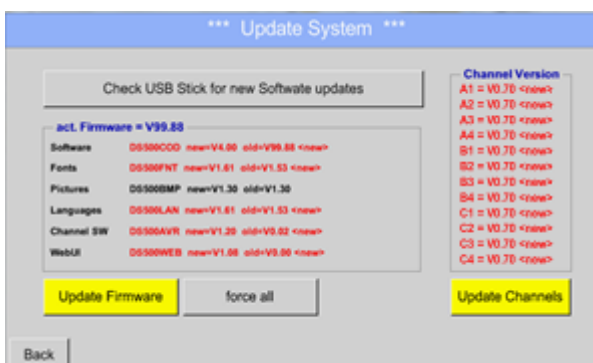 *** Update System ***
Check USB Stick for new Softwate updates
act. Firmware = V99.88
Software DS500COD new=V4.00 old=V99.88 <new>
Fonts DS500FNT new=V1.61 old=V1.53 <new>
Pictures DS500BMP new=V1.30 old=V1.30
Languages DS500LAN new=V1.61 old=V1.53 <new>
Channel SW DS500AVR new=V1.20 old=V0.02 <new>
WebUI DS500WEB new=V1.08 old=V0.00 <new>
Update Firmware
force all
Channel Version
A1 = V0.70 <new>
A2 = V0.70 <new>
A3 = V0.70 <new>
A4 = V0.70 <new>
B1 = V0.70 <new>
B2 = V0.70 <new>
B3 = V0.70 <new>
B4 = V0.70 <new>
C1 = V0.70 <new>
C2 = V0.70 <new>
C3 = V0.70 <new>
C4 = V0.70 <new>
Update Channels
Back